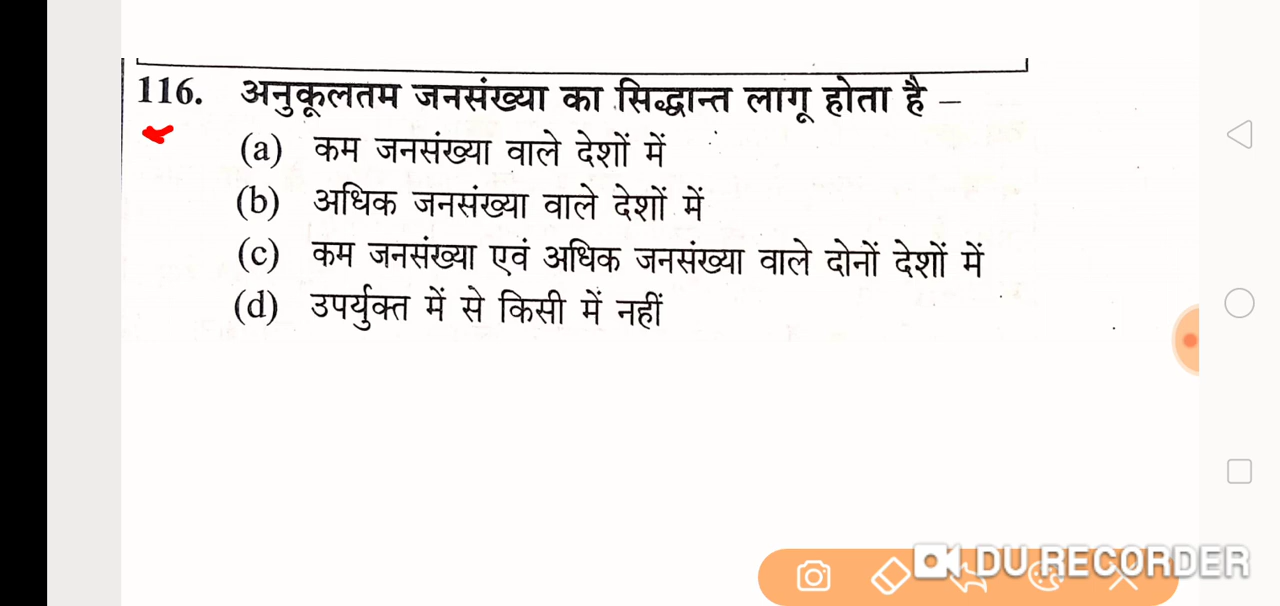 116. अनुकूलतम जनसंख्या का सिद्धान्त लागू होता है –
(a) कम जनसंख्या वाले देशों में
(b) अधिक जनसंख्या वाले देशों में
(c) कम जनसंख्या एवं अधिक जनसंख्या वाले दोनों देशों में
(d) उपर्युक्त में से किसी में नहीं
DU RECORDER